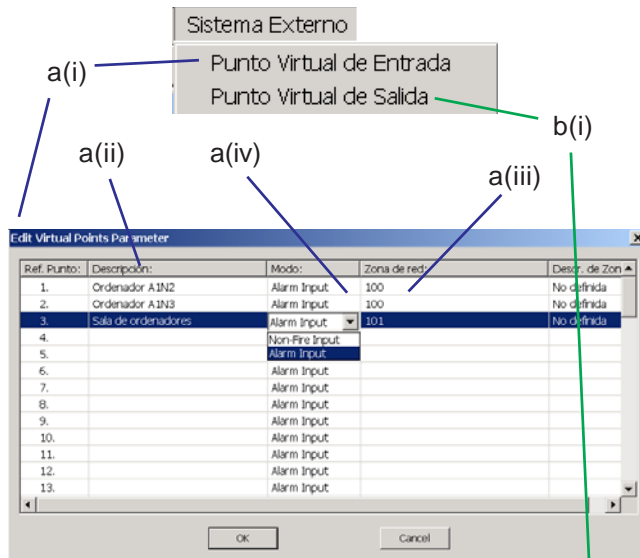 Sistema Externo
Punto Virtual de Entrada
Punto Virtual de Salida
a(i)
b(i)
a(ii)
a(iv)
a(iii)
Edit Virtual Points Parameter
Ref. Punto: Descripción: Modo: Zona de red: Descr. de Zon
1. Ordenador A1N2 Alarm Input 100 No definida
2. Ordenador A1N3 Alarm Input 100 No definida
3. Sala de ordenadores Alarm Input 101 No definida
4. Non-Fire Input
5. Alarm Input
6. Alarm Input
7. Alarm Input
8. Alarm Input
9. Alarm Input
10. Alarm Input
11. Alarm Input
12. Alarm Input
13. Alarm Input
OK Cancel